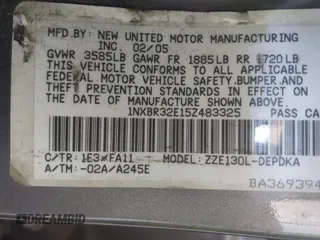 MFD. BY: NEW UNITED MOTOR MANUFACTURING
INC. 02/05
GVWR 3585LB GAWR FR 1885LB RR 1720LB
THIS VEHICLE CONFORMS TO ALL APPLICABLE
FEDERAL MOTOR VEHICLE SAFETY, BUMPER, AND
THEFT PREVENTION STANDARDS IN EFFECT ON
THE DATE OF MANUFACTURE SHOWN ABOVE.
1NXBR32E15Z483325 PASS CA
C/TR: 1E3 FA11 MODEL: ZZE130L-DEPDKA
A/TM: -02A/A245E
BA369394
DREAMBID